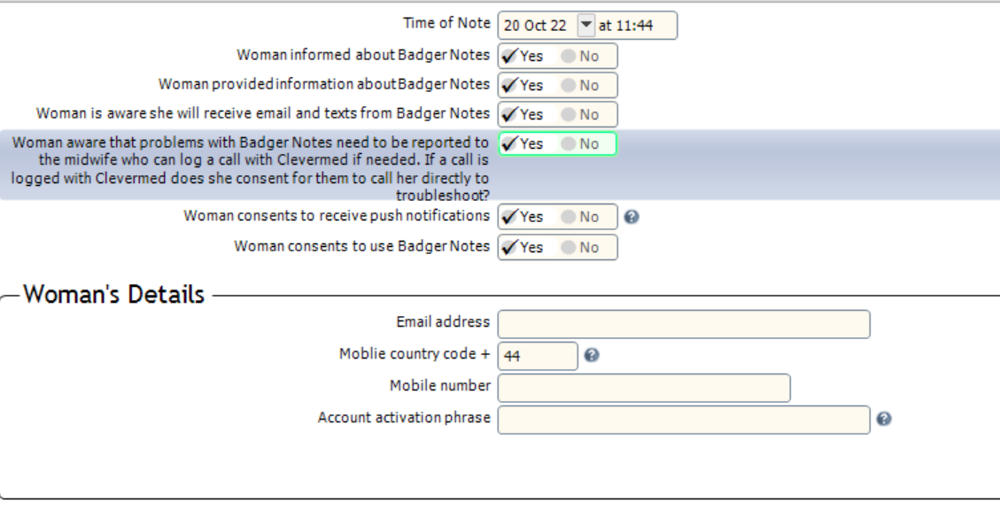 Time of Note 20 Oct 22 at 11:44
Woman informed about Badger Notes Yes No
Woman provided information about Badger Notes Yes No
Woman is aware she will receive email and texts from Badger Notes Yes No
Woman aware that problems with Badger Notes need to be reported to Yes No
the midwife who can log a call with Clevermed if needed. If a call is
logged with Clevermed does she consent for them to call her directly to
troubleshoot?
Woman consents to receive push notifications Yes No ?
Woman consents to use Badger Notes Yes No
Woman's Details
Email address
Moblie country code + 44 ?
Mobile number
Account activation phrase ?